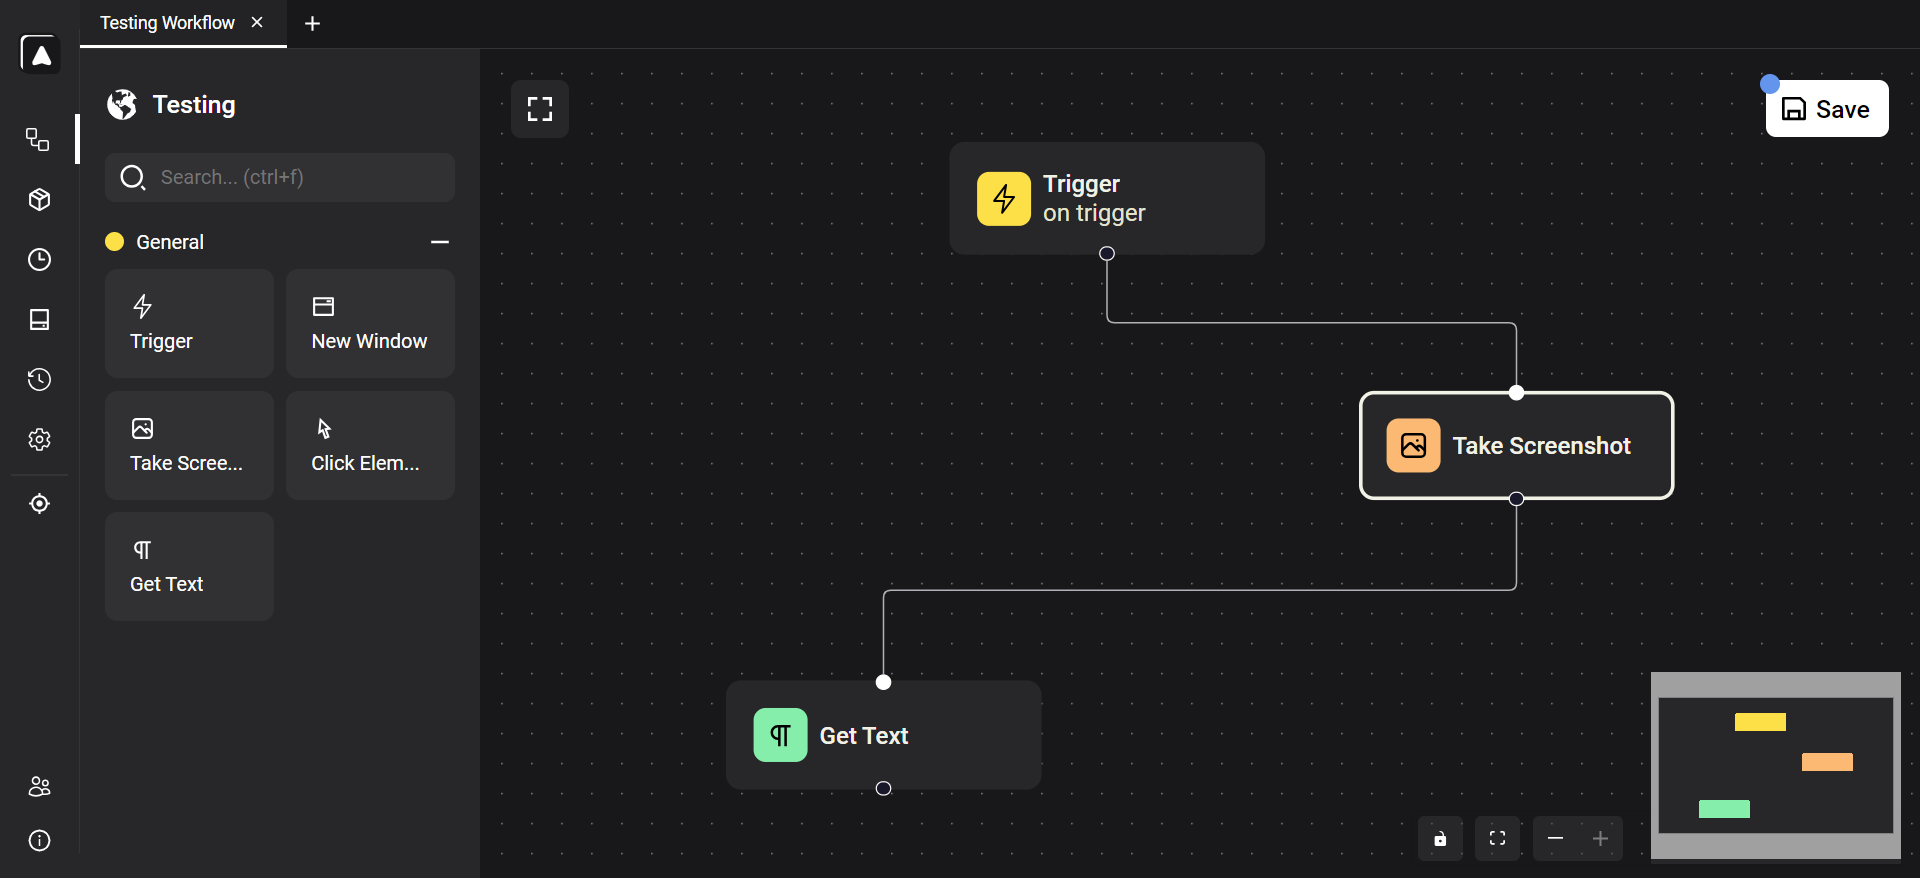 Testing Workflow
Testing
Save
Search... (ctrl+f)
General
Trigger
New Window
Take Scree...
Click Elem...
Get Text
Trigger
on trigger
Take Screenshot
Get Text